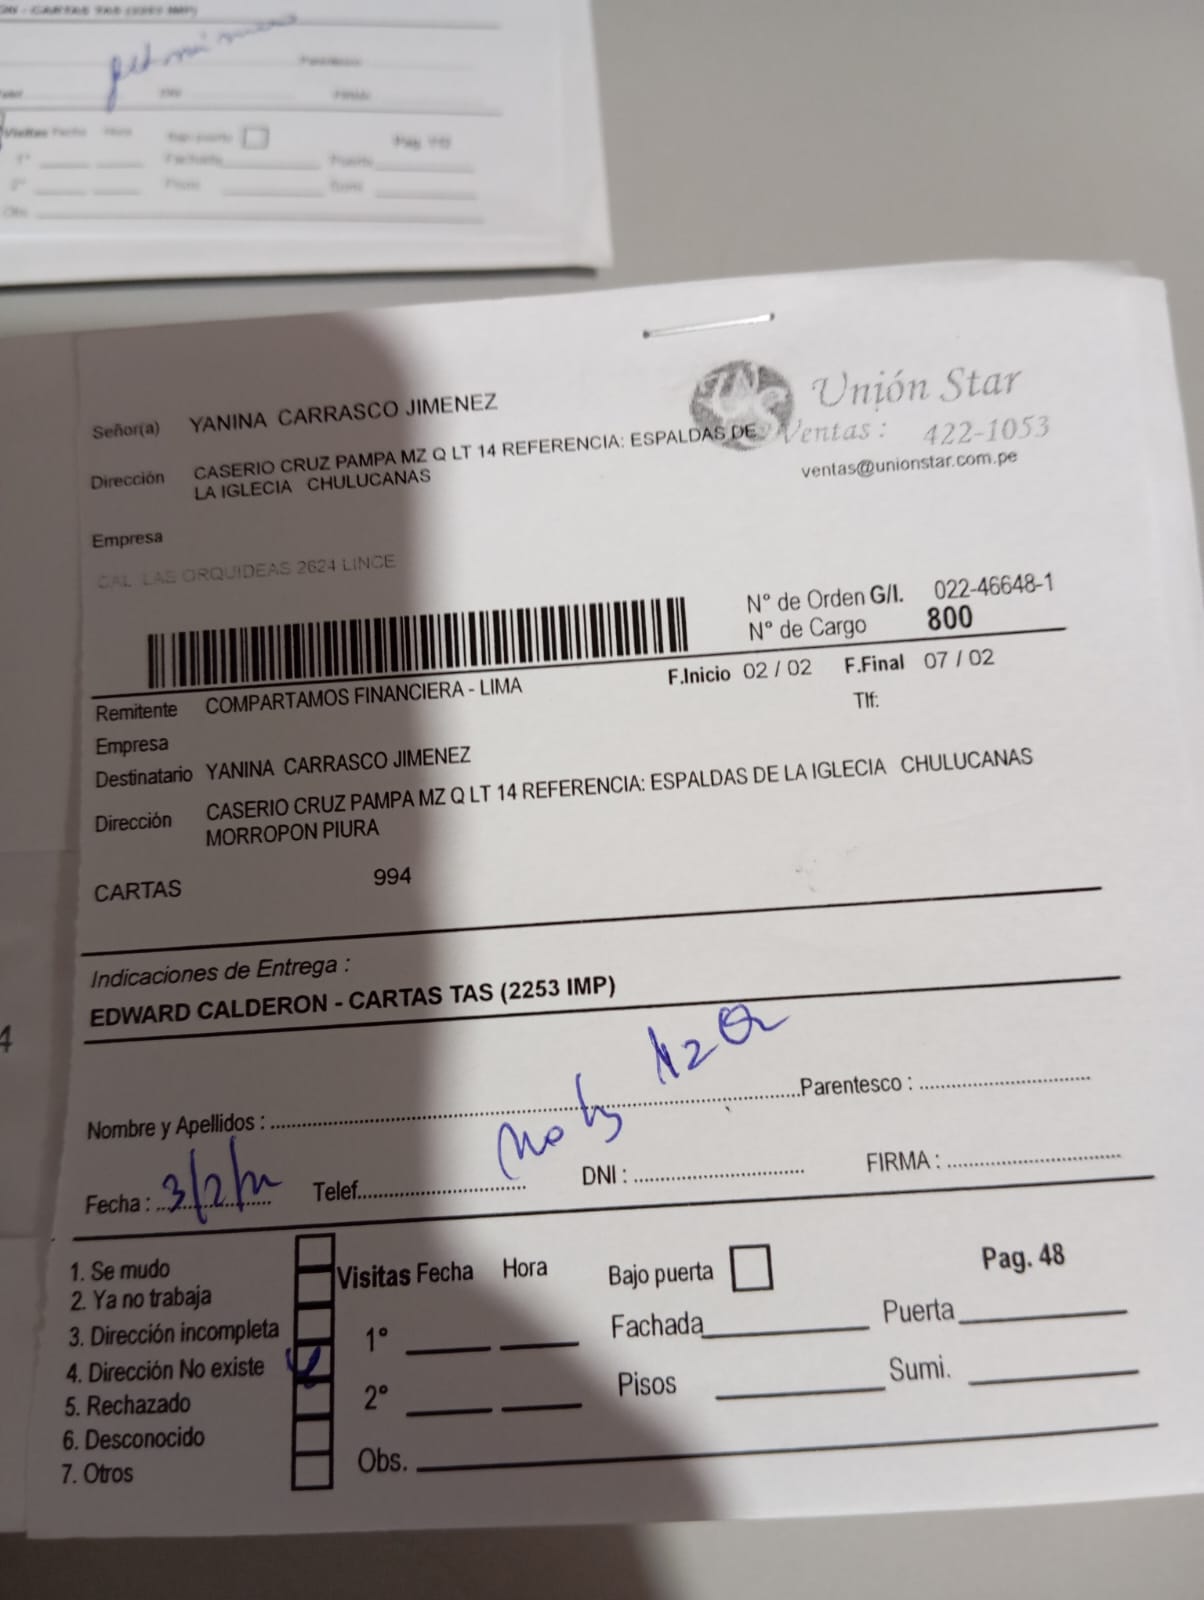 Señor(a) YANINA CARRASCO JIMENEZ
Unión Star
Ventas: 422-1053
ventas@unionstar.com.pe
Dirección CASERIO CRUZ PAMPA MZ Q LT 14 REFERENCIA: ESPALDAS DE
LA IGLECIA CHULUCANAS
Empresa
CAL LAS ORQUIDEAS 2624 LINCE
N° de Orden G/I. 022-46648-1
N° de Cargo 800
F.Inicio 02 / 02 F.Final 07 / 02
Remitente COMPARTAMOS FINANCIERA - LIMA
Tlf:
Empresa
Destinatario YANINA CARRASCO JIMENEZ
Dirección CASERIO CRUZ PAMPA MZ Q LT 14 REFERENCIA: ESPALDAS DE LA IGLECIA CHULUCANAS
MORROPON PIURA
CARTAS 994
Indicaciones de Entrega :
EDWARD CALDERON - CARTAS TAS (2253 IMP)
No hay MzQ
Nombre y Apellidos : Parentesco :
Fecha : 3/2/ Telef. DNI : FIRMA :
1. Se mudo
2. Ya no trabaja
3. Dirección incompleta
4. Dirección No existe
5. Rechazado
6. Desconocido
7. Otros
Visitas Fecha Hora
1°
2°
Obs.
Bajo puerta Pag. 48
Fachada Puerta
Pisos Sumi.